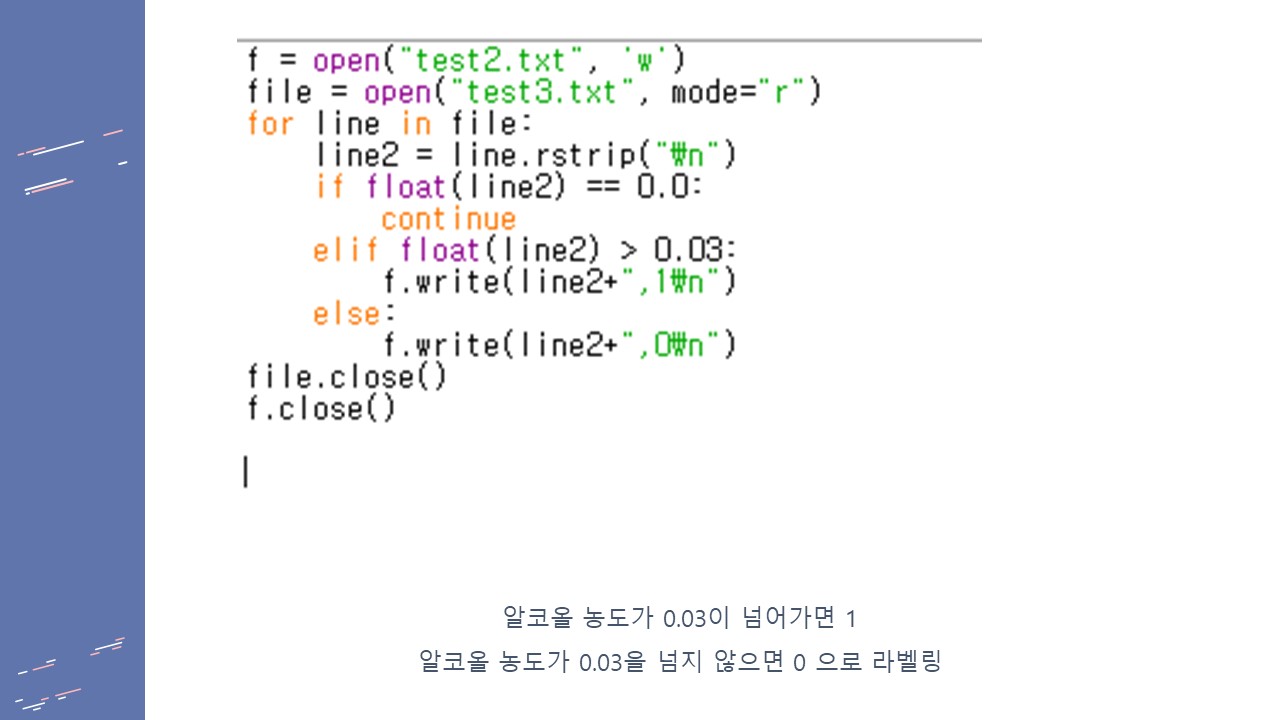 f = open("test2.txt", 'w')
file = open("test3.txt", mode="r")
for line in file:
    line2 = line.rstrip("₩n")
    if float(line2) == 0.0:
        continue
    elif float(line2) > 0.03:
        f.write(line2+",1₩n")
    else:
        f.write(line2+",0₩n")
file.close()
f.close()
알코올 농도가 0.03이 넘어가면 1
알코올 농도가 0.03을 넘지 않으면 0 으로 라벨링